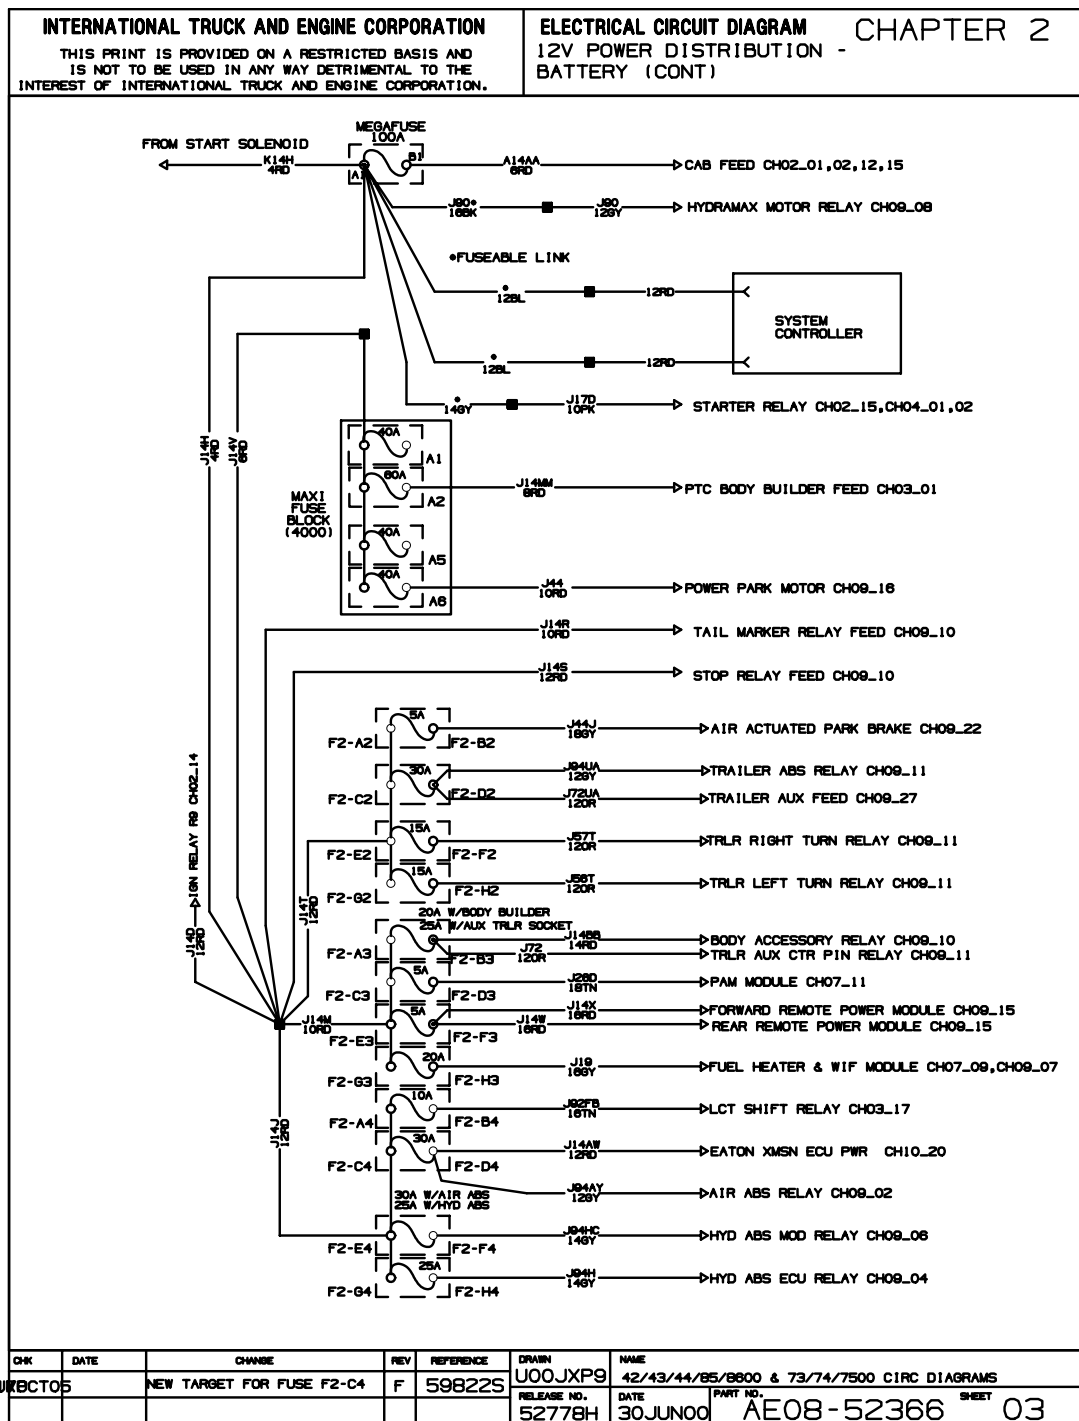 INTERNATIONAL TRUCK AND ENGINE CORPORATION
THIS PRINT IS PROVIDED ON A RESTRICTED BASIS AND
IS NOT TO BE USED IN ANY WAY DETRIMENTAL TO THE
INTEREST OF INTERNATIONAL TRUCK AND ENGINE CORPORATION.
ELECTRICAL CIRCUIT DIAGRAM
12V POWER DISTRIBUTION -
BATTERY (CONT)
CHAPTER 2
MEGAFUSE
100A
FROM START SOLENOID
K14H
4RD
A1
B1
A14AA
6RD
CAB FEED CH02_01,02,12,15
J90*
16BK
J90
12GY
HYDRAMAX MOTOR RELAY CH09_08
*FUSEABLE LINK
*
12BL
12RD
SYSTEM
CONTROLLER
*
12BL
12RD
*
14GY
J17D
10PK
STARTER RELAY CH02_15,CH04_01,02
J14H
4RD
J14V
6RD
40A
A1
MAXI
FUSE
BLOCK
(4000)
60A
A2
J14MM
8RD
PTC BODY BUILDER FEED CH03_01
40A
A5
40A
A6
J44
10RD
POWER PARK MOTOR CH09_16
J14R
10RD
TAIL MARKER RELAY FEED CH09_10
J14S
12RD
STOP RELAY FEED CH09_10
5A
F2-A2
F2-B2
J44J
18GY
AIR ACTUATED PARK BRAKE CH09_22
30A
F2-C2
F2-D2
J94UA
12GY
TRAILER ABS RELAY CH09_11
J72UA
12OR
TRAILER AUX FEED CH09_27
IGN RELAY R9 CH02_14
15A
F2-E2
F2-F2
J57T
12OR
TRLR RIGHT TURN RELAY CH09_11
15A
F2-G2
F2-H2
J56T
12OR
TRLR LEFT TURN RELAY CH09_11
J14T
12RD
J14D
12RD
20A W/BODY BUILDER
25A W/AUX TRLR SOCKET
F2-A3
F2-B3
J14BB
14RD
BODY ACCESSORY RELAY CH09_10
J72
12OR
TRLR AUX CTR PIN RELAY CH09_11
5A
F2-C3
F2-D3
J26D
18TN
PAM MODULE CH07_11
J14M
10RD
5A
F2-E3
F2-F3
J14X
16RD
FORWARD REMOTE POWER MODULE CH09_15
J14W
16RD
REAR REMOTE POWER MODULE CH09_15
20A
F2-G3
F2-H3
J19
16GY
FUEL HEATER & WIF MODULE CH07_09,CH09_07
10A
F2-A4
F2-B4
J92FB
16TN
LCT SHIFT RELAY CH03_17
J14J
12RD
30A
F2-C4
F2-D4
J14AW
12RD
EATON XMSN ECU PWR CH10_20
30A W/AIR ABS
25A W/HYD ABS
J94AY
12GY
AIR ABS RELAY CH09_02
F2-E4
F2-F4
J94HC
14GY
HYD ABS MOD RELAY CH09_06
25A
F2-G4
F2-H4
J94H
14GY
HYD ABS ECU RELAY CH09_04
CHK DATE CHANGE REV REFERENCE
NEW TARGET FOR FUSE F2-C4 F 59822S
DRAWN
U00JXP9
NAME
42/43/44/85/8600 & 73/74/7500 CIRC DIAGRAMS
RELEASE NO.
52778H
DATE
30JUN00
PART NO.
AE08-52366
SHEET
03